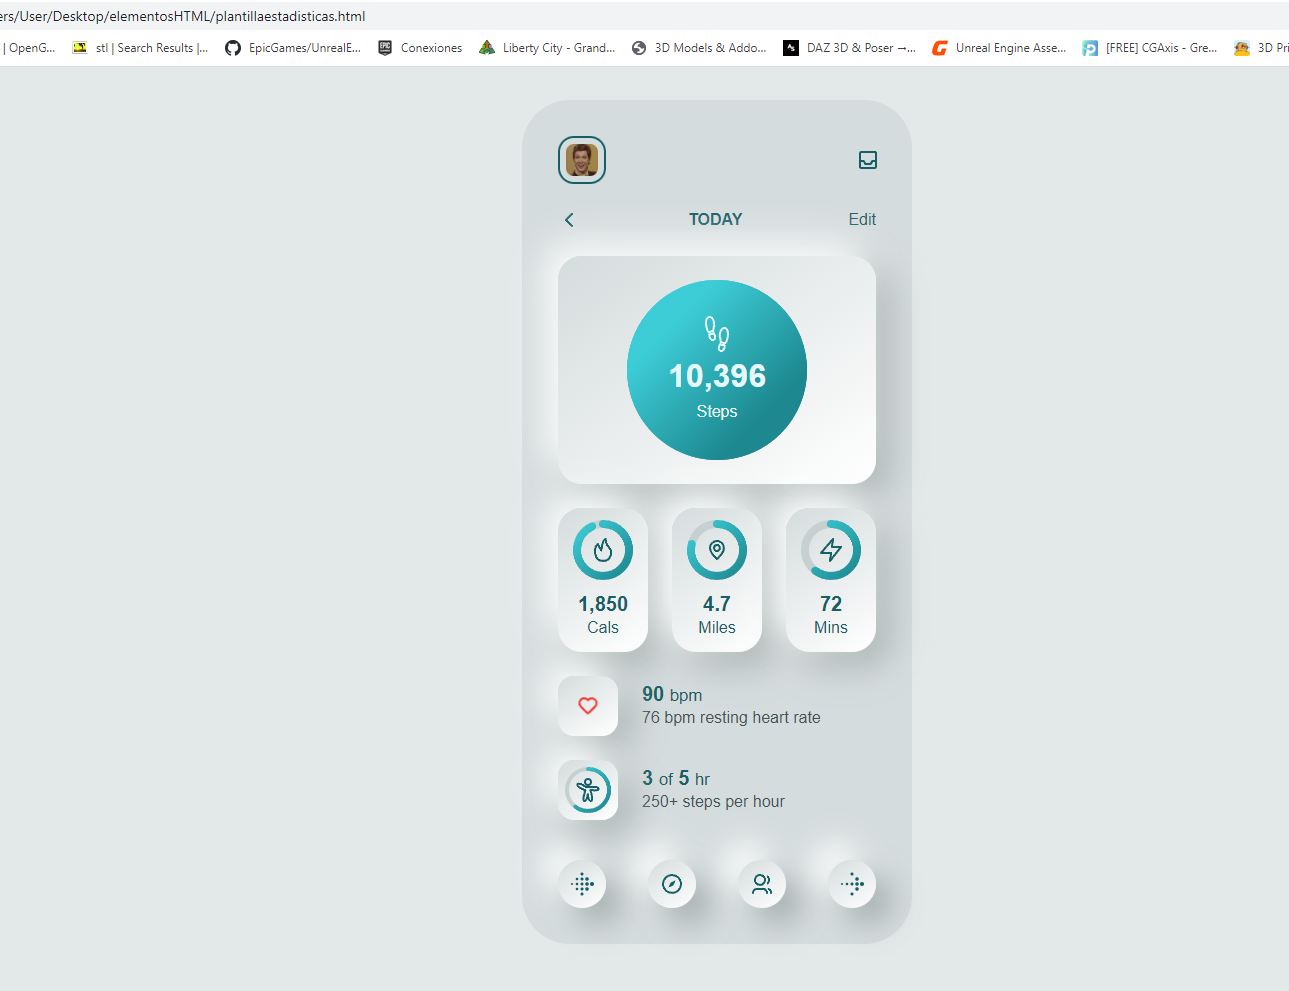 ers/User/Desktop/elementosHTML/plantillaestadisticas.html
| OpenG... stl | Search Results |... EpicGames/UnrealE... Conexiones Liberty City - Grand... 3D Models & Addo... DAZ 3D & Poser →... Unreal Engine Asse... [FREE] CGAxis - Gre... 3D Pri
TODAY Edit
10,396
Steps
1,850 4.7 72
Cals Miles Mins
90 bpm
76 bpm resting heart rate
3 of 5 hr
250+ steps per hour